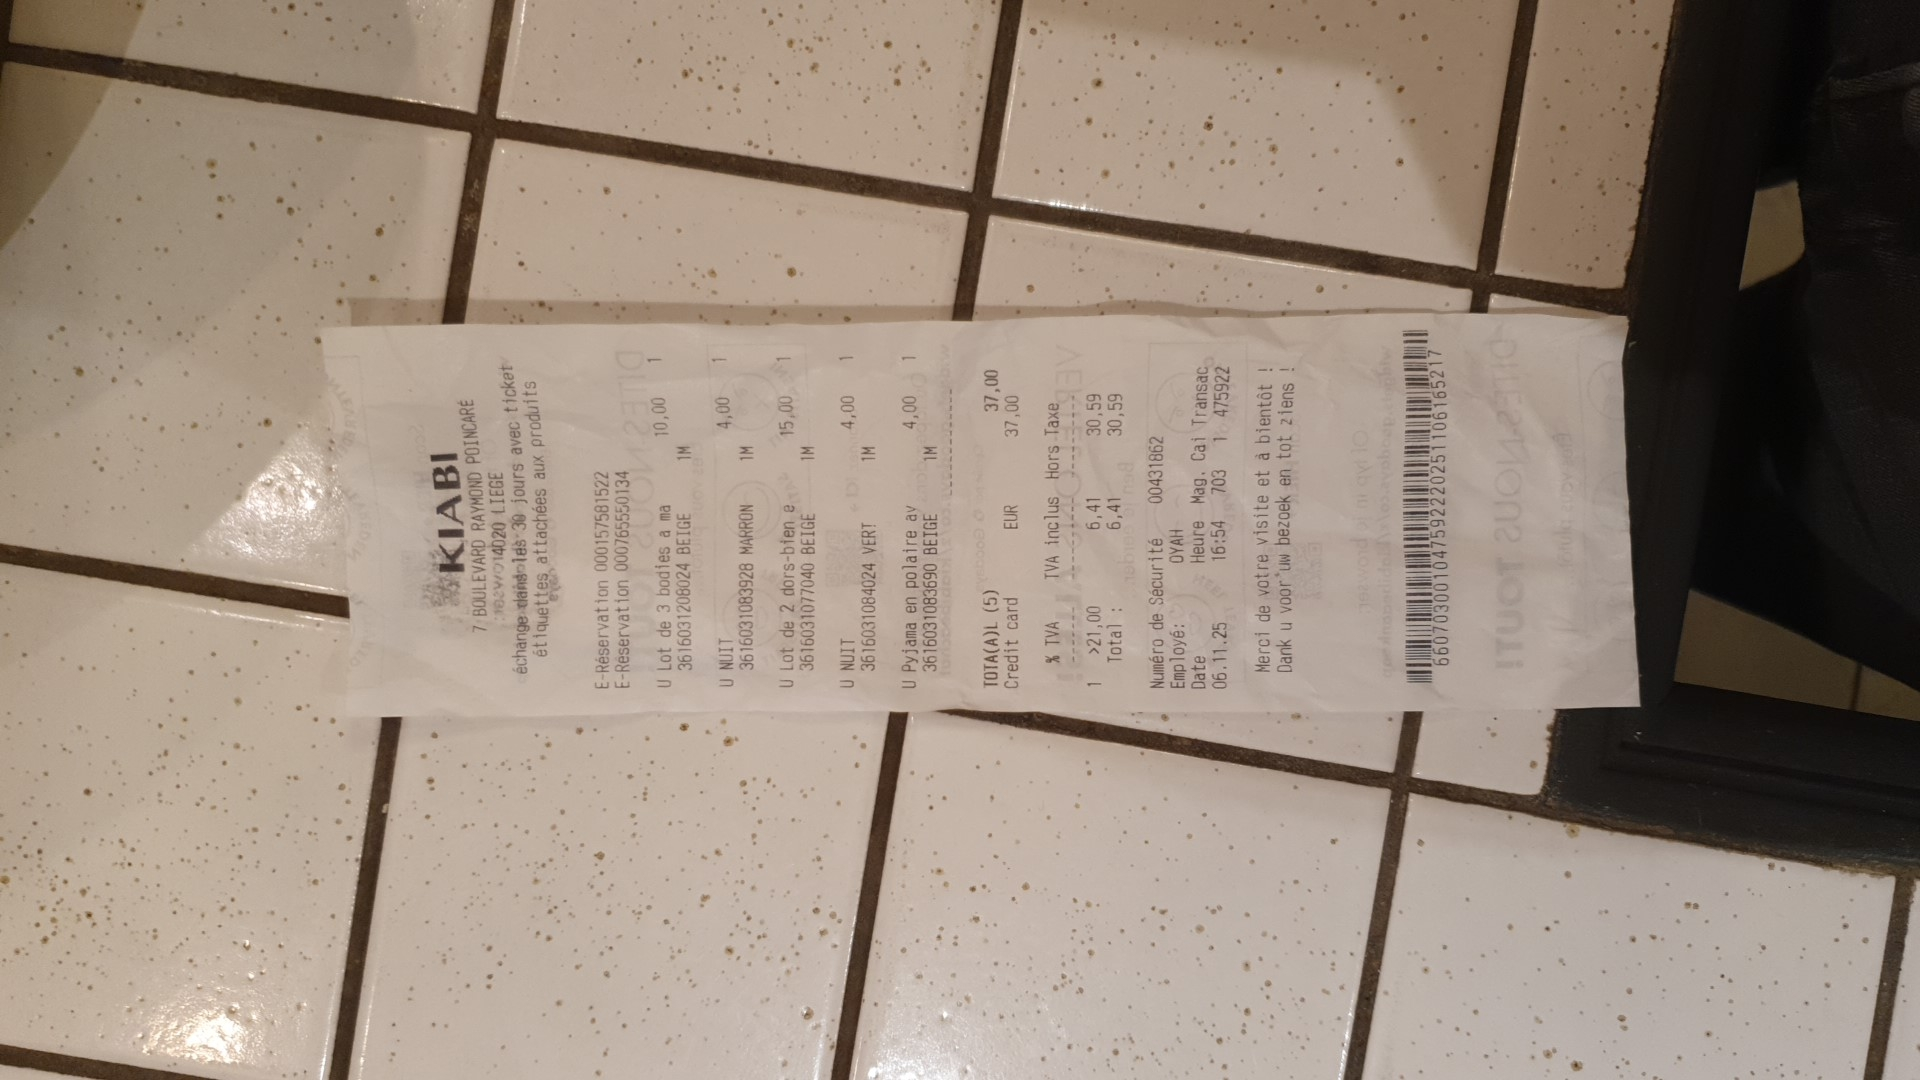 KIABI
7 BOULEVARD RAYMOND POINCARÉ
4020 LIEGE
échange dans les 30 jours avec ticket
étiquettes attachées aux produits
E-Réservation 000157581522
E-Réservation 000765550134
U Lot de 3 bodies a ma 10,00 1
3616031208024 BEIGE 1M
U NUIT 4,00 1
3616031083928 MARRON 1M
U Lot de 2 dors-bien e 15,00 1
3616031077040 BEIGE 1M
U NUIT 4,00 1
3616031084024 VERT 1M
U Pyjama en polaire av 4,00 1
3616031083690 BEIGE 1M
TOTA(A)L (5) 37,00
Credit card EUR 37,00
% TVA TVA inclus Hors Taxe
1 >21,00 6,41 30,59
Total : 6,41 30,59
Numéro de Sécurité 00431862
Employé: OYAH
Date Heure Mag. Cai Transac
06.11.25 16:54 703 1 475922
Merci de votre visite et à bientôt !
Dank u voor uw bezoek en tot ziens !
660703001047592220251106165217